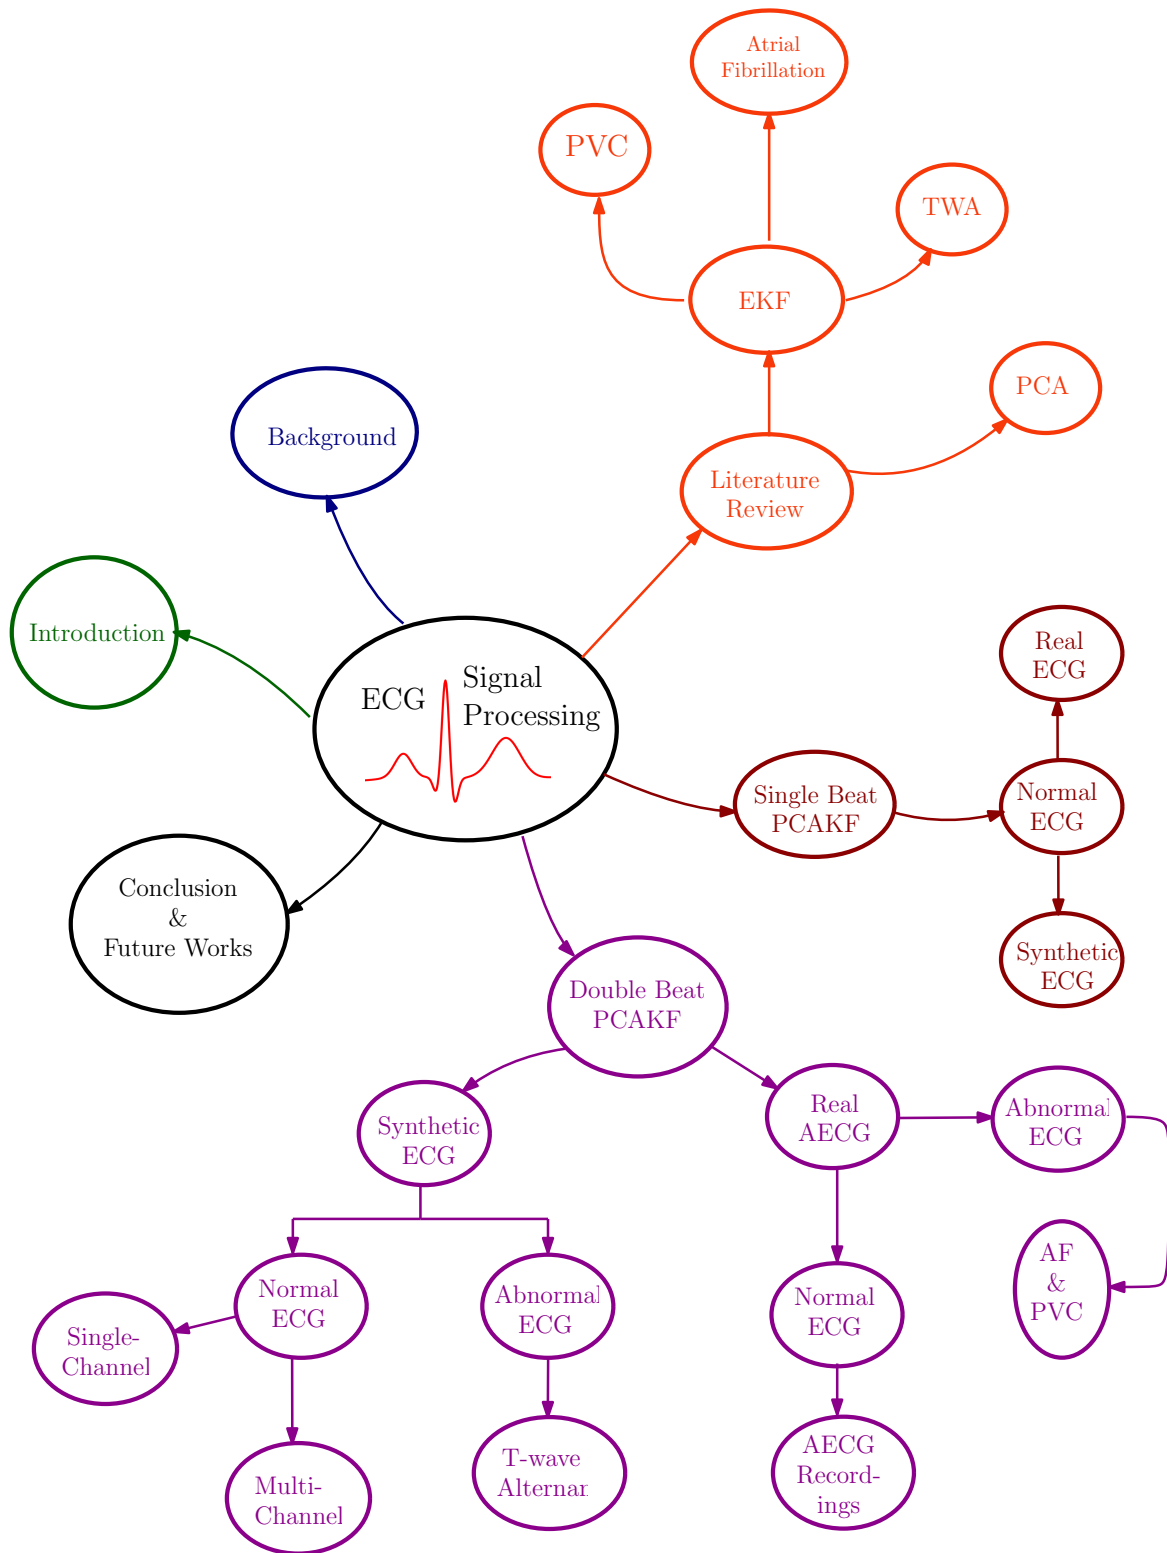 Atrial
Fibrillation
PVC
TWA
EKF
PCA
Background
Literature
Review
Introduction
Real
ECG
ECG
Signal
Processing
Single Beat
PCAKF
Normal
ECG
Conclusion
&
Future Works
Synthetic
ECG
Double Beat
PCAKF
Synthetic
ECG
Real
AECG
Abnormal
ECG
AF
&
PVC
Normal
ECG
Abnormal
ECG
Normal
ECG
Single-
Channel
Multi-
Channel
T-wave
Alternan
AECG
Record-
ings